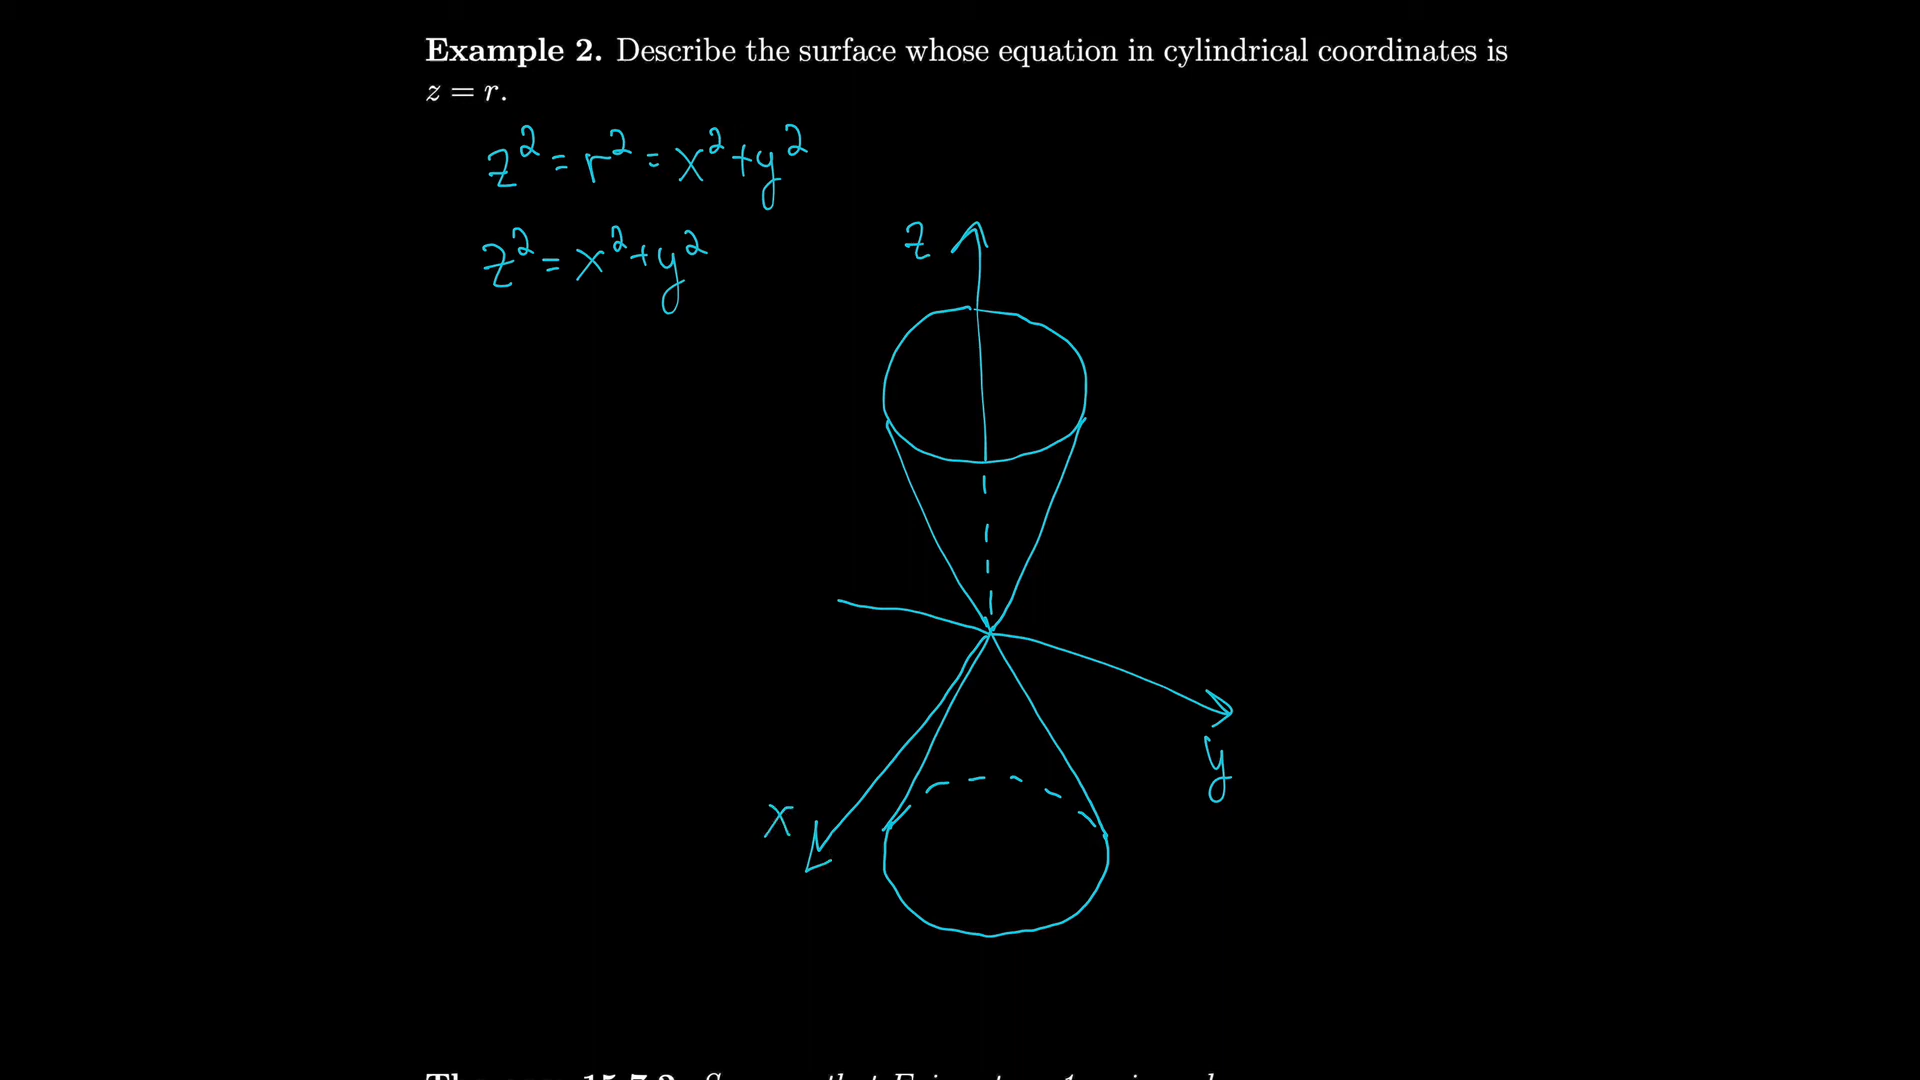 Example 2. Describe the surface whose equation in cylindrical coordinates is
z = r.
z² = r² = x² + y²
z² = x² + y²
z
y
x